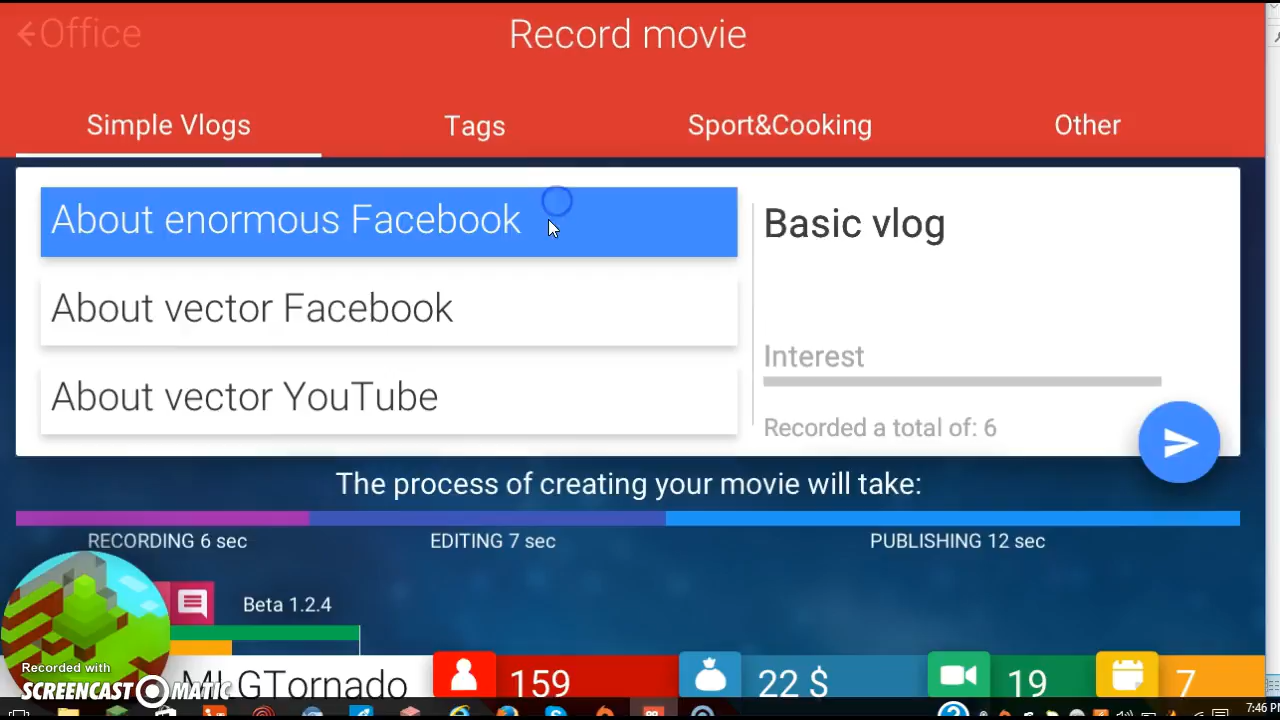 Office
Record movie
Simple Vlogs
Tags
Sport&Cooking
Other
About enormous Facebook
About vector Facebook
About vector YouTube
Basic vlog
Interest
Recorded a total of: 6
The process of creating your movie will take:
RECORDING 6 sec
EDITING 7 sec
PUBLISHING 12 sec
Beta 1.2.4
MLGTornado
159
22 $
19
7
Recorded with
SCREENCAST MATIC
7:46 PM